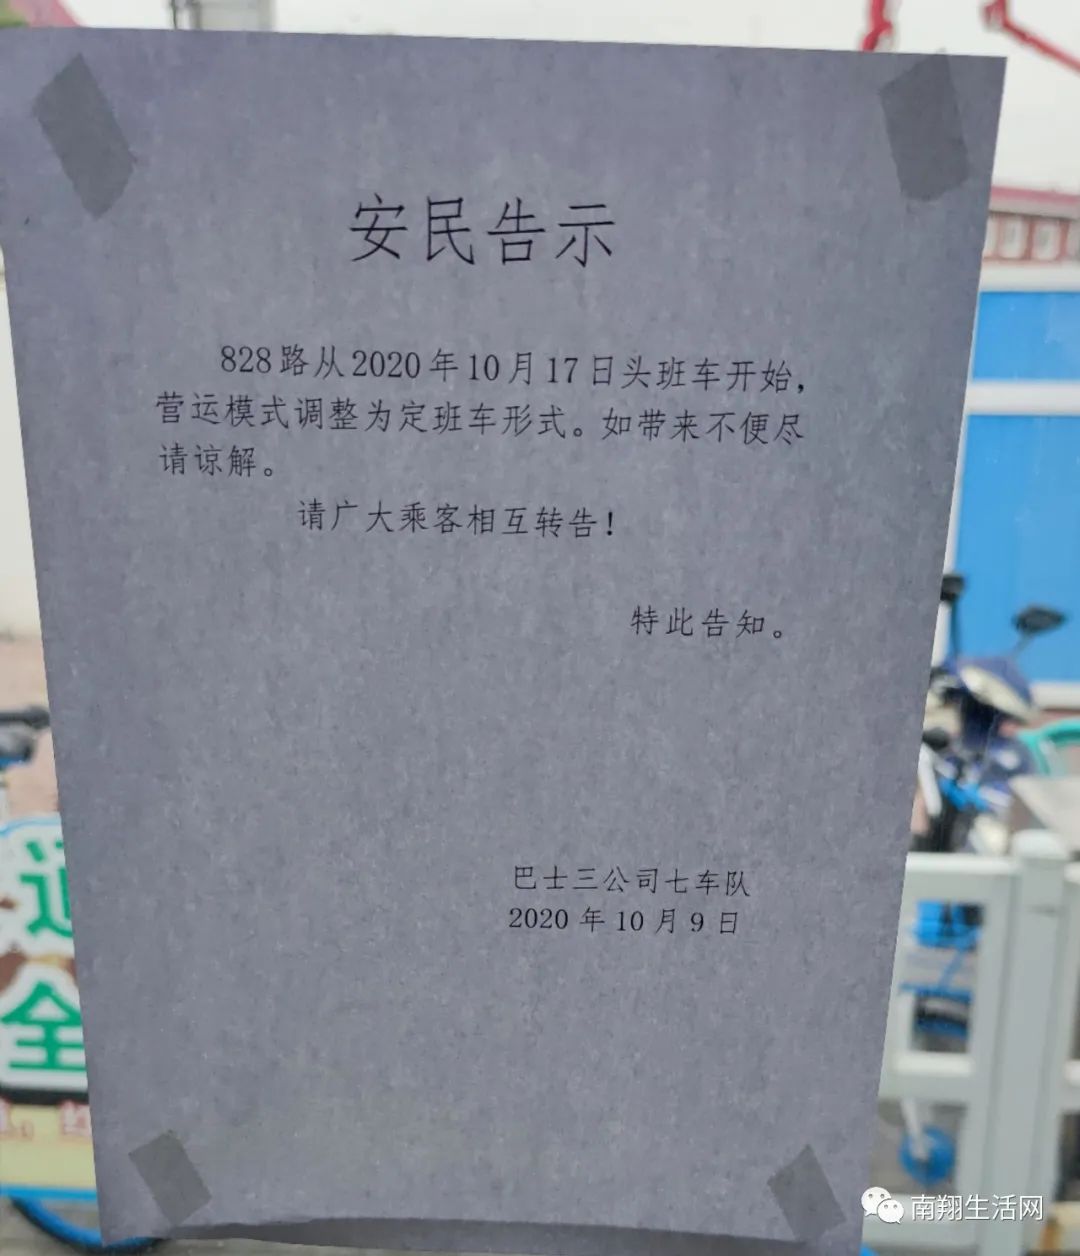 安民告示
828路从2020年10月17日头班车开始，
营运模式调整为定班车形式。如带来不便尽
请谅解。
请广大乘客相互转告！
特此告知。
巴士三公司七车队
2020年10月9日
全
南翔生活网